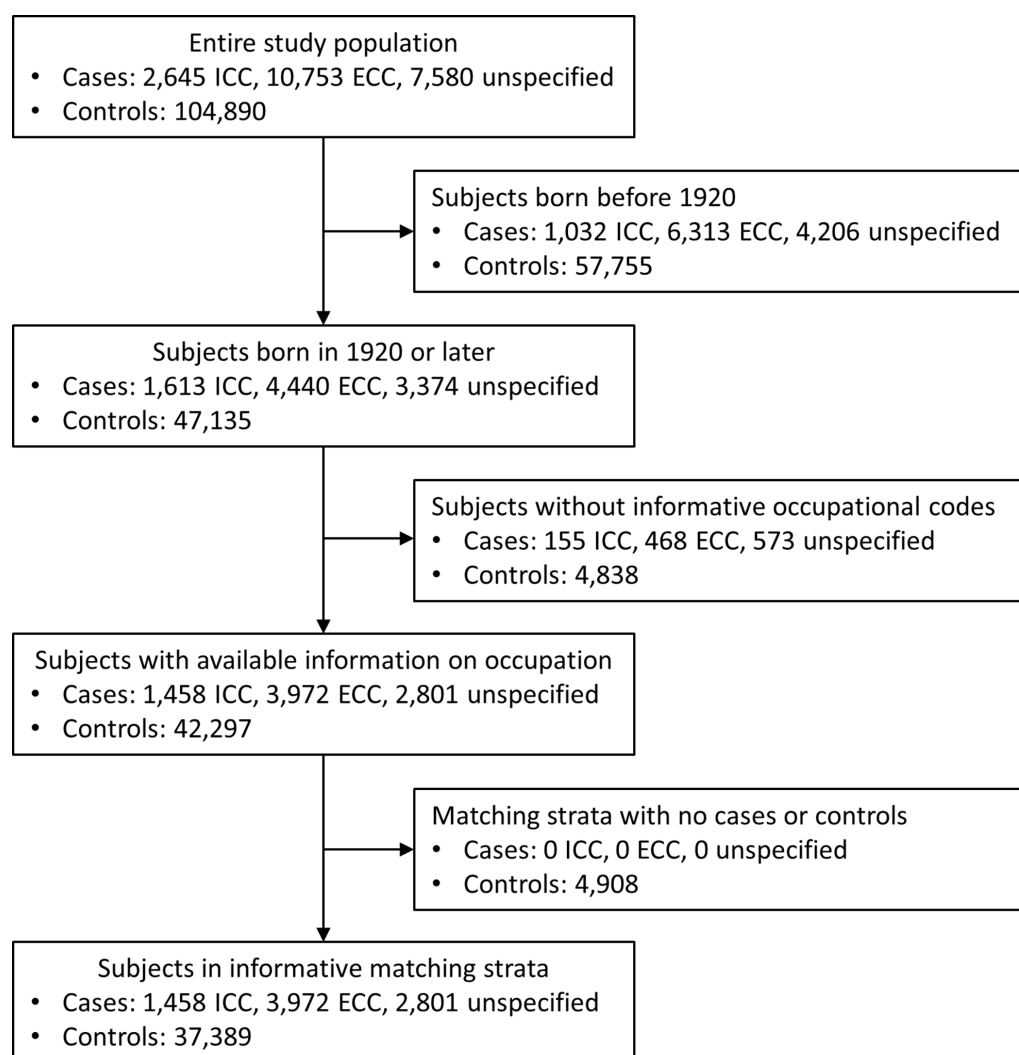 Entire study population
• Cases: 2,645 ICC, 10,753 ECC, 7,580 unspecified
• Controls: 104,890
Subjects born before 1920
• Cases: 1,032 ICC, 6,313 ECC, 4,206 unspecified
• Controls: 57,755
Subjects born in 1920 or later
• Cases: 1,613 ICC, 4,440 ECC, 3,374 unspecified
• Controls: 47,135
Subjects without informative occupational codes
• Cases: 155 ICC, 468 ECC, 573 unspecified
• Controls: 4,838
Subjects with available information on occupation
• Cases: 1,458 ICC, 3,972 ECC, 2,801 unspecified
• Controls: 42,297
Matching strata with no cases or controls
• Cases: 0 ICC, 0 ECC, 0 unspecified
• Controls: 4,908
Subjects in informative matching strata
• Cases: 1,458 ICC, 3,972 ECC, 2,801 unspecified
• Controls: 37,389